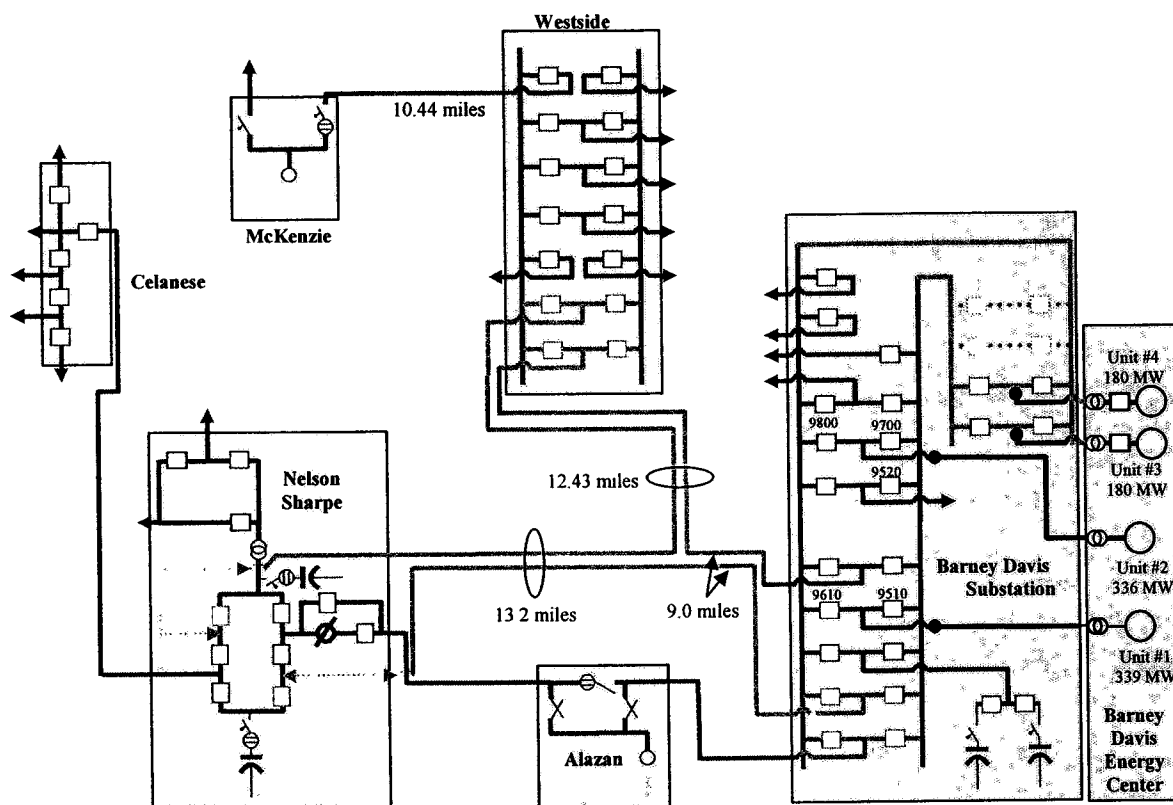 Westside
10.44 miles
McKenzie
Celanese
Nelson
Sharpe
12.43 miles
13 2 miles
9.0 miles
Alazan
9800
9700
9520
9610
9510
Barney Davis
Substation
Unit #4
180 MW
Unit #3
180 MW
Unit #2
336 MW
Unit #1
339 MW
Barney
Davis
Energy
Center